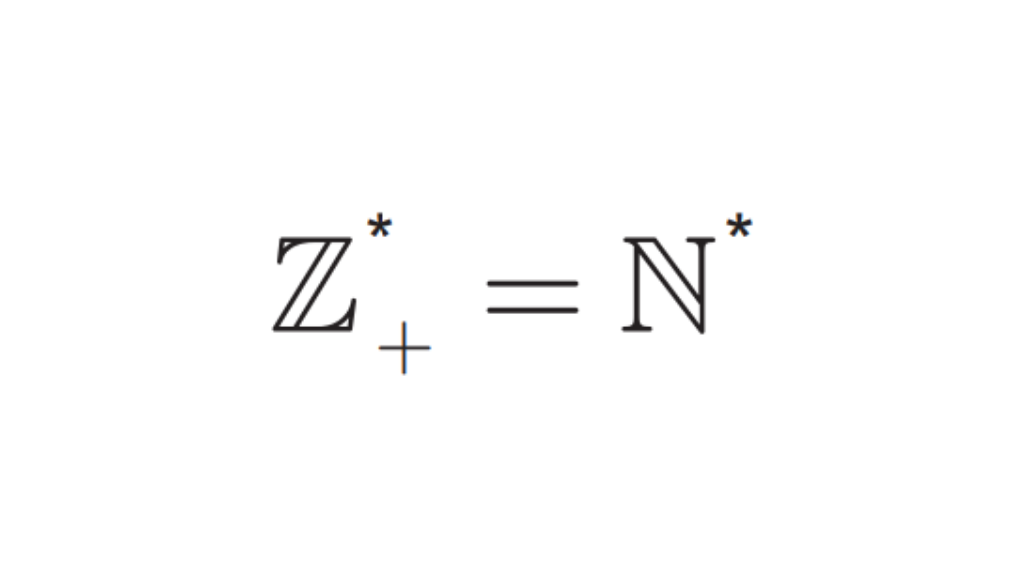 ℤ*₊ = ℕ*